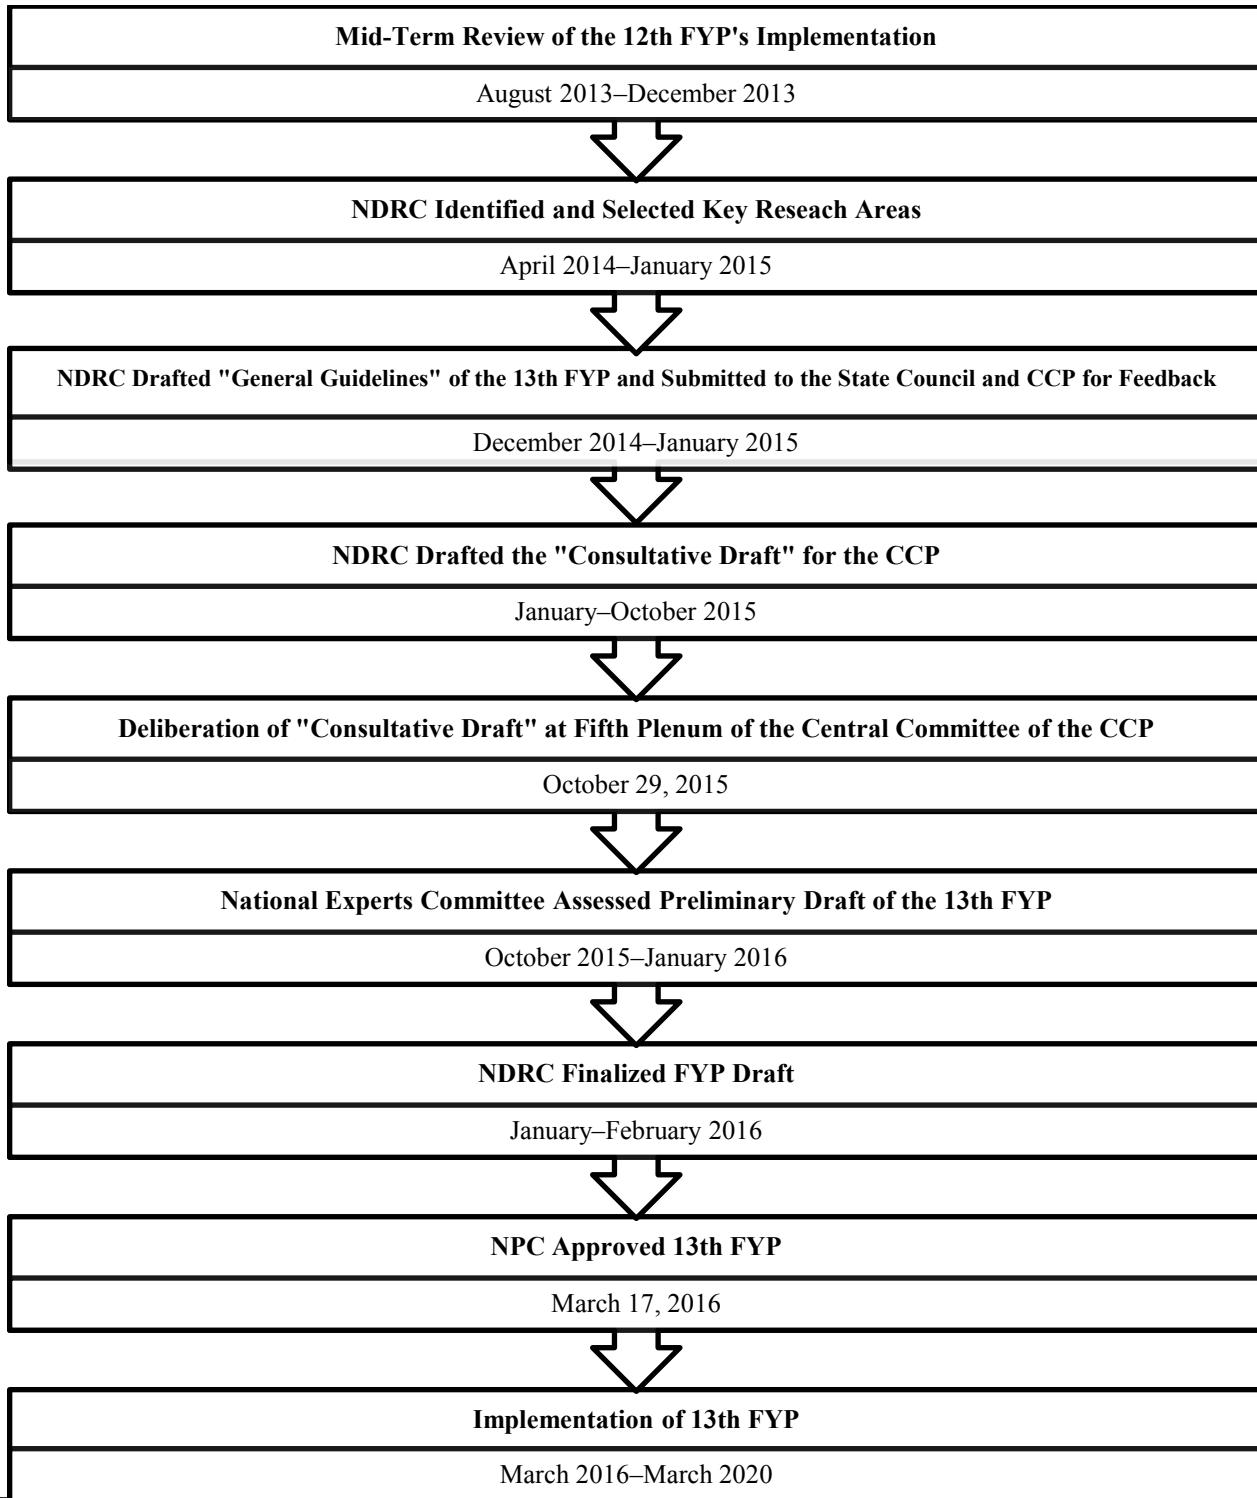 Mid-Term Review of the 12th FYP's Implementation
August 2013–December 2013
NDRC Identified and Selected Key Reseach Areas
April 2014–January 2015
NDRC Drafted "General Guidelines" of the 13th FYP and Submitted to the State Council and CCP for Feedback
December 2014–January 2015
NDRC Drafted the "Consultative Draft" for the CCP
January–October 2015
Deliberation of "Consultative Draft" at Fifth Plenum of the Central Committee of the CCP
October 29, 2015
National Experts Committee Assessed Preliminary Draft of the 13th FYP
October 2015–January 2016
NDRC Finalized FYP Draft
January–February 2016
NPC Approved 13th FYP
March 17, 2016
Implementation of 13th FYP
March 2016–March 2020